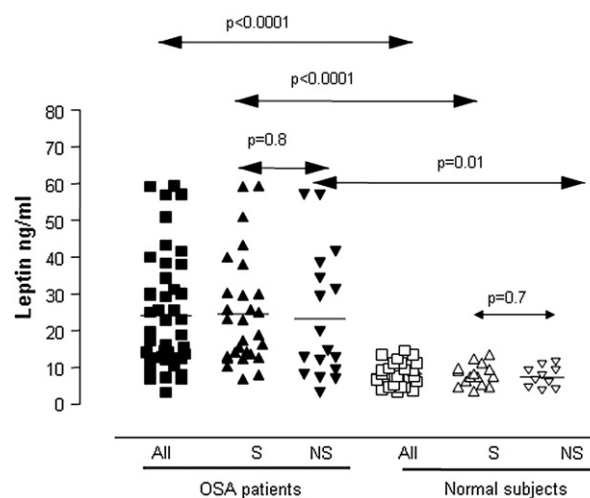 p<0.0001
p<0.0001
p=0.8
p=0.01
p=0.7
Leptin ng/ml
80
70
60
50
40
30
20
10
0
All S NS All S NS
OSA patients Normal subjects